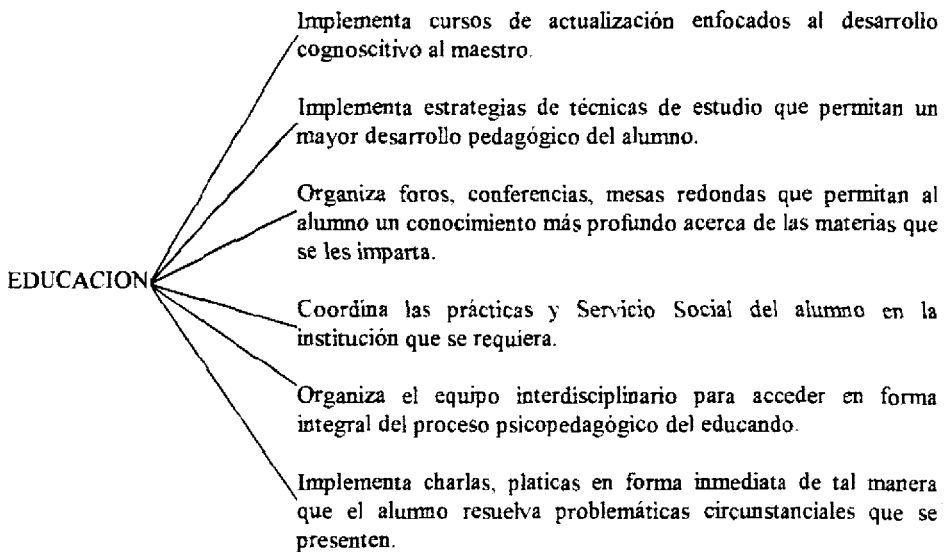 Implementa cursos de actualización enfocados al desarrollo
cognoscitivo al maestro.
Implementa estrategias de técnicas de estudio que permitan un
mayor desarrollo pedagógico del alumno.
Organiza foros, conferencias, mesas redondas que permitan al
alumno un conocimiento más profundo acerca de las materias que
se les imparta.
EDUCACION
Coordina las prácticas y Servicio Social del alumno en la
institución que se requiera.
Organiza el equipo interdisciplinario para acceder en forma
integral del proceso psicopedagógico del educando.
Implementa charlas, platicas en forma inmediata de tal manera
que el alumno resuelva problemáticas circunstanciales que se
presenten.